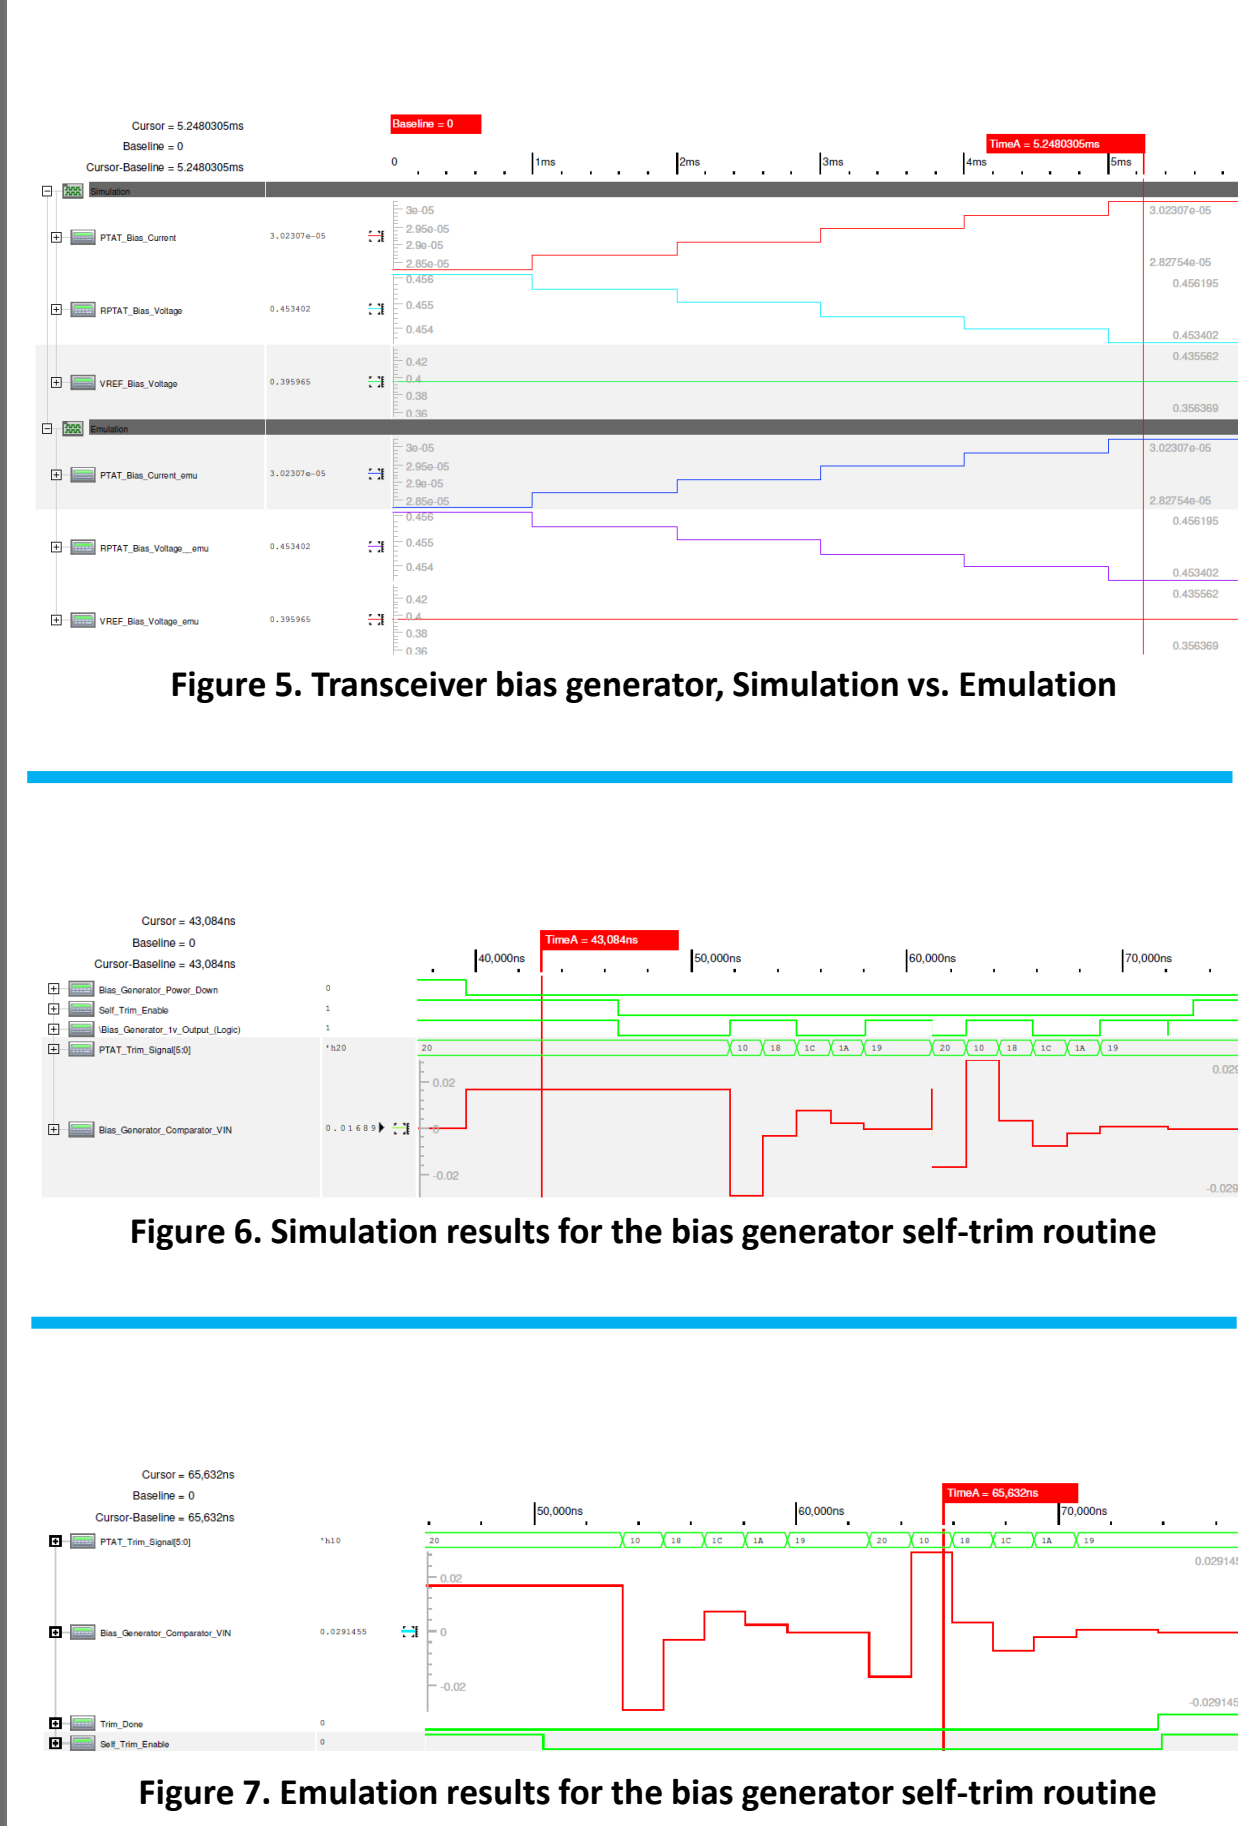 Cursor = 5.2480305ms
Baseline = 0
Cursor-Baseline = 5.2480305ms
Baseline = 0
TimeA = 5.2480305ms
0 1ms 2ms 3ms 4ms 5ms
Simulation
PTAT_Bias_Current 3.02307e-05
3e-05
2.95e-05
2.9e-05
2.85e-05
3.02307e-05
2.82754e-05
RPTAT_Bias_Voltage 0.453402
0.456
0.455
0.454
0.456195
0.453402
VREF_Bias_Voltage 0.395965
0.42
0.4
0.38
0.36
0.435562
0.356369
Emulation
PTAT_Bias_Current_emu 3.02307e-05
3e-05
2.95e-05
2.9e-05
2.85e-05
3.02307e-05
2.82754e-05
RPTAT_Bias_Voltage__emu 0.453402
0.456
0.455
0.454
0.456195
0.453402
VREF_Bias_Voltage_emu 0.395965
0.42
0.4
0.38
0.36
0.435562
0.356369
Figure 5. Transceiver bias generator, Simulation vs. Emulation
Cursor = 43,084ns
Baseline = 0
Cursor-Baseline = 43,084ns
TimeA = 43,084ns
40,000ns 50,000ns 60,000ns 70,000ns
Bias_Generator_Power_Down 0
Self_Trim_Enable 1
\Bias_Generator_1v_Output_(Logic) 1
PTAT_Trim_Signal[5:0] 'h20 20 10 18 1C 1A 19 20 10 18 1C 1A 19
Bias_Generator_Comparator_VIN 0.01689
0.02
0
-0.02
0.029
-0.029
Figure 6. Simulation results for the bias generator self-trim routine
Cursor = 65,632ns
Baseline = 0
Cursor-Baseline = 65,632ns
TimeA = 65,632ns
50,000ns 60,000ns 70,000ns
PTAT_Trim_Signal[5:0] 'h10 20 10 18 1C 1A 19 20 10 18 1C 1A 19
Bias_Generator_Comparator_VIN 0.0291455
0.02
0
-0.02
0.029145
-0.029145
Trim_Done 0
Self_Trim_Enable 0
Figure 7. Emulation results for the bias generator self-trim routine